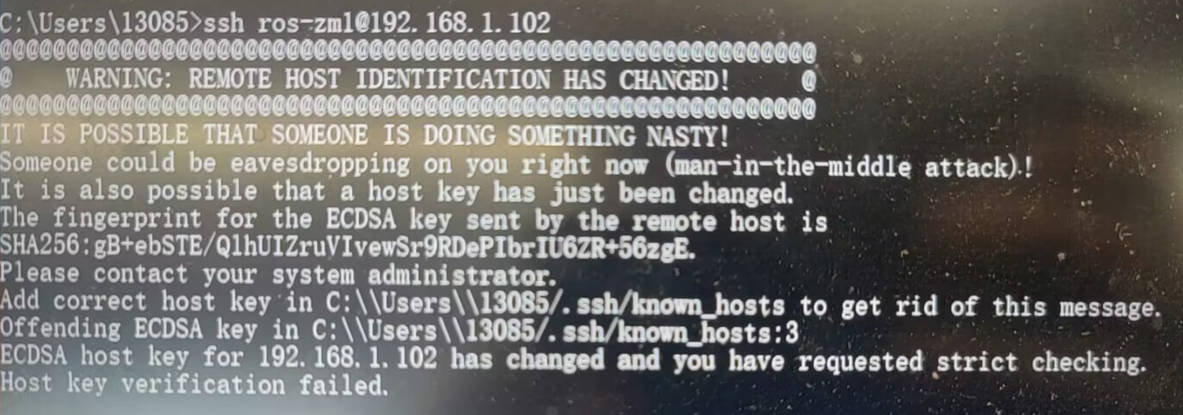 C:\Users\13085>ssh ros-zm1@192.168.1.102
@@@@@@@@@@@@@@@@@@@@@@@@@@@@@@@@@@@@@@@@@@@@@@@@@@@@@@@@@@@
@    WARNING: REMOTE HOST IDENTIFICATION HAS CHANGED!     @
@@@@@@@@@@@@@@@@@@@@@@@@@@@@@@@@@@@@@@@@@@@@@@@@@@@@@@@@@@@
IT IS POSSIBLE THAT SOMEONE IS DOING SOMETHING NASTY!
Someone could be eavesdropping on you right now (man-in-the-middle attack)!
It is also possible that a host key has just been changed.
The fingerprint for the ECDSA key sent by the remote host is
SHA256:gB+ebSTE/QlhUIZruVIvewSr9RDePIbrIU6ZR+56zgE.
Please contact your system administrator.
Add correct host key in C:\\Users\\13085/.ssh/known_hosts to get rid of this message.
Offending ECDSA key in C:\\Users\\13085/.ssh/known_hosts:3
ECDSA host key for 192.168.1.102 has changed and you have requested strict checking.
Host key verification failed.